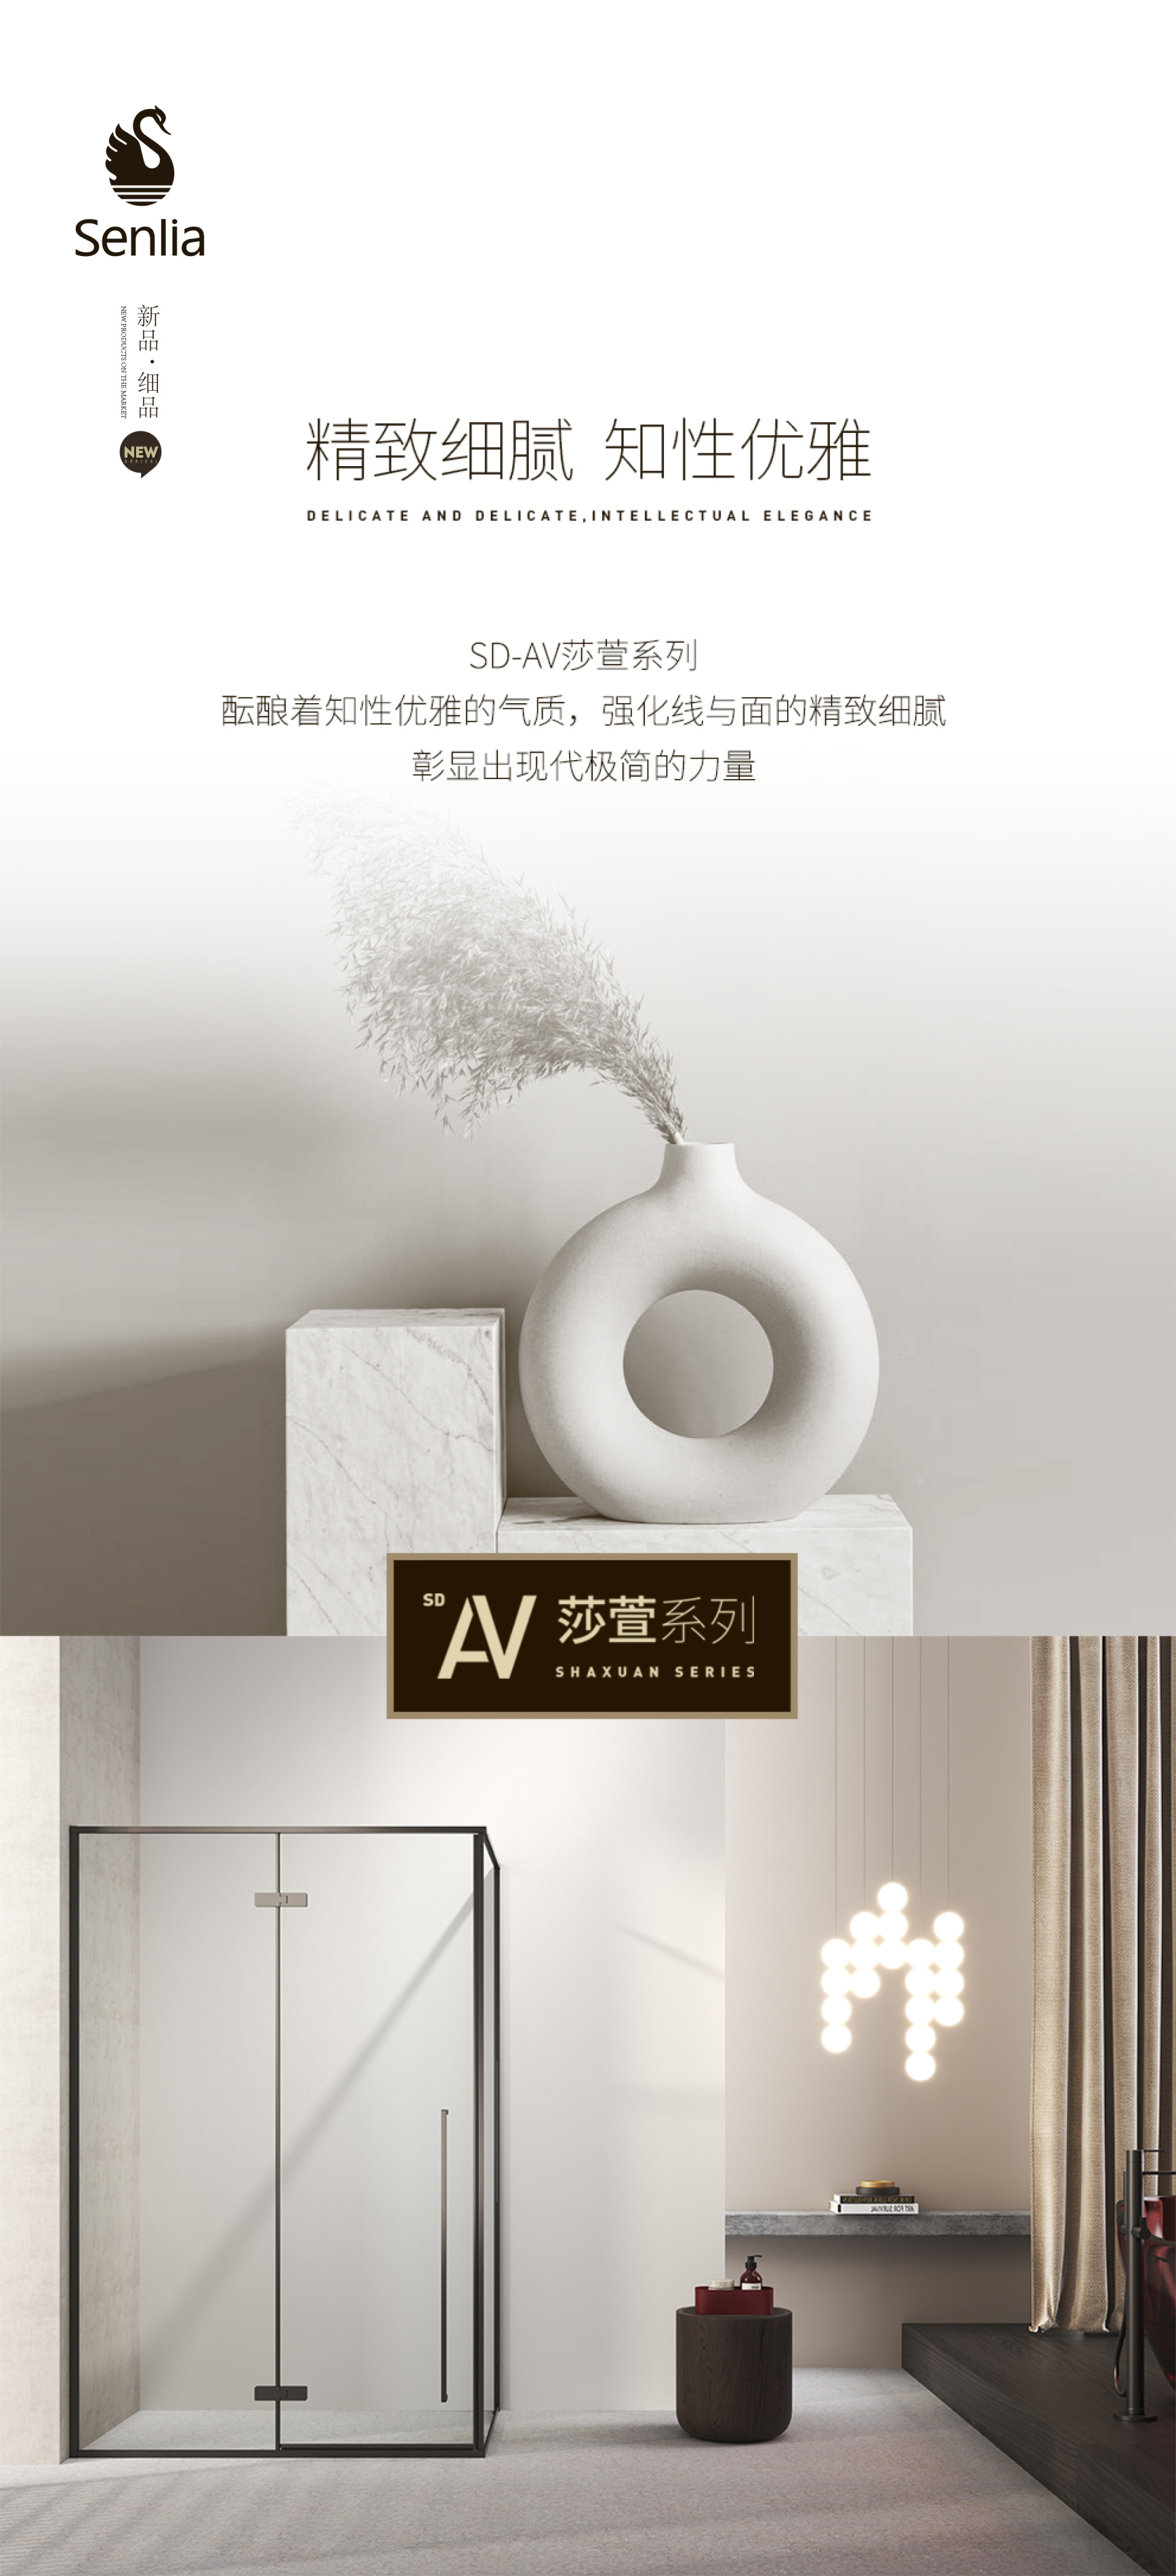 Senlia
新品·细品
NEW PRODUCTS ON THE MARKET
NEW
精致细腻 知性优雅
DELICATE AND DELICATE,INTELLECTUAL ELEGANCE
SD-AV莎萱系列
酝酿着知性优雅的气质，强化线与面的精致细腻
彰显出现代极简的力量
SD
AV
莎萱系列
SHAXUAN SERIES